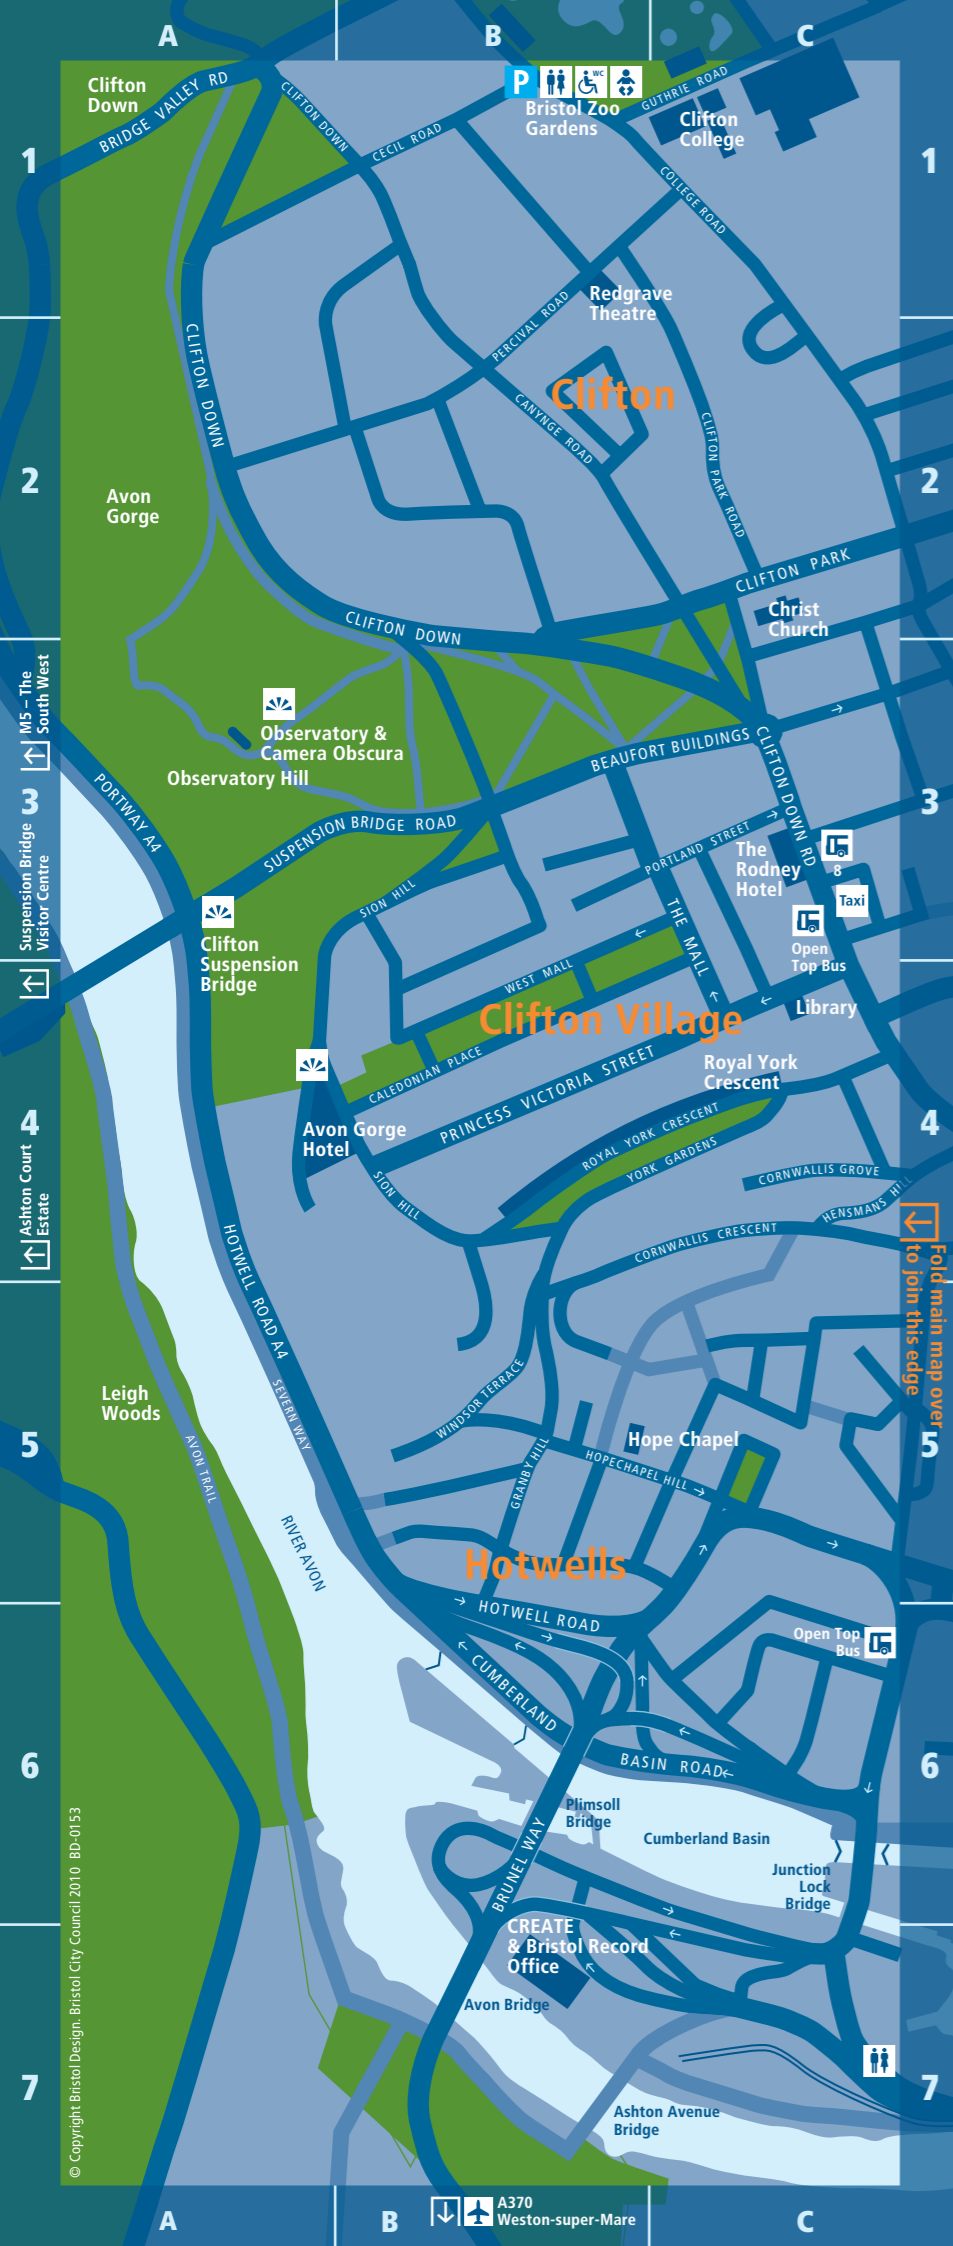 A
B
C
Clifton
Down
BRIDGE VALLEY RD
CLIFTON DOWN
CECIL ROAD
P
WC
Bristol Zoo
Gardens
GUTHRIE ROAD
Clifton
College
1
1
COLLEGE ROAD
Redgrave
Theatre
PERCIVAL ROAD
CLIFTON DOWN
Clifton
CANYNGE ROAD
CLIFTON PARK ROAD
2
2
Avon
Gorge
CLIFTON PARK
Christ
Church
CLIFTON DOWN
M5 – The
South West
Observatory &
Camera Obscura
Observatory Hill
BEAUFORT BUILDINGS
CLIFTON DOWN RD
PORTWAY A4
3
3
SUSPENSION BRIDGE ROAD
PORTLAND STREET
The
Rodney
Hotel
8
Taxi
Suspension Bridge
Visitor Centre
SION HILL
THE MALL
Open
Top Bus
Clifton
Suspension
Bridge
WEST MALL
Clifton Village
Library
CALEDONIAN PLACE
PRINCESS VICTORIA STREET
Royal York
Crescent
4
4
Avon Gorge
Hotel
ROYAL YORK CRESCENT
YORK GARDENS
Ashton Court
Estate
SION HILL
CORNWALLIS GROVE
HENSMANS HILL
CORNWALLIS CRESCENT
Fold main map over
to join this edge
HOTWELL ROAD A4
Leigh
Woods
SEVERN WAY
WINDSOR TERRACE
5
5
AVON TRAIL
GRANBY HILL
Hope Chapel
HOPECHAPEL HILL
RIVER AVON
Hotwells
HOTWELL ROAD
Open Top
Bus
CUMBERLAND
BASIN ROAD
6
6
Plimsoll
Bridge
Cumberland Basin
Junction
Lock
Bridge
BRUNEL WAY
CREATE
& Bristol Record
Office
Avon Bridge
© Copyright Bristol Design. Bristol City Council 2010 BD-0153
7
7
Ashton Avenue
Bridge
A
B
C
A370
Weston-super-Mare